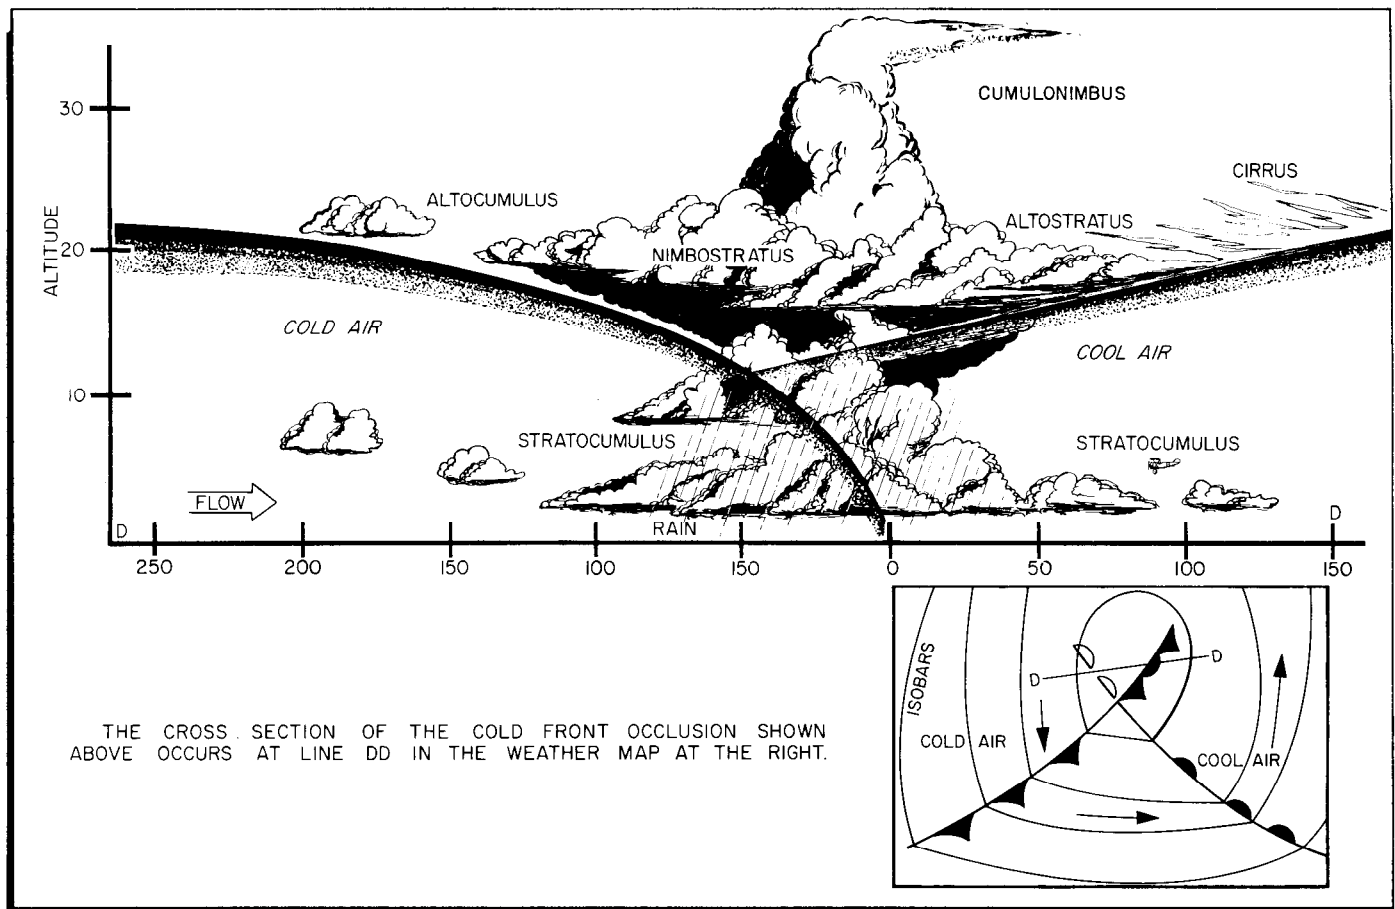 CUMULONIMBUS
30
CIRRUS
ALTOCUMULUS
ALTOSTRATUS
ALTITUDE
20
NIMBOSTRATUS
COLD AIR
COOL AIR
10
STRATOCUMULUS
STRATOCUMULUS
FLOW
RAIN
D
D
250
200
150
100
150
0
50
100
150
D
D
ISOBARS
COLD AIR
COOL AIR
THE CROSS SECTION OF THE COLD FRONT OCCLUSION SHOWN
ABOVE OCCURS AT LINE DD IN THE WEATHER MAP AT THE RIGHT.